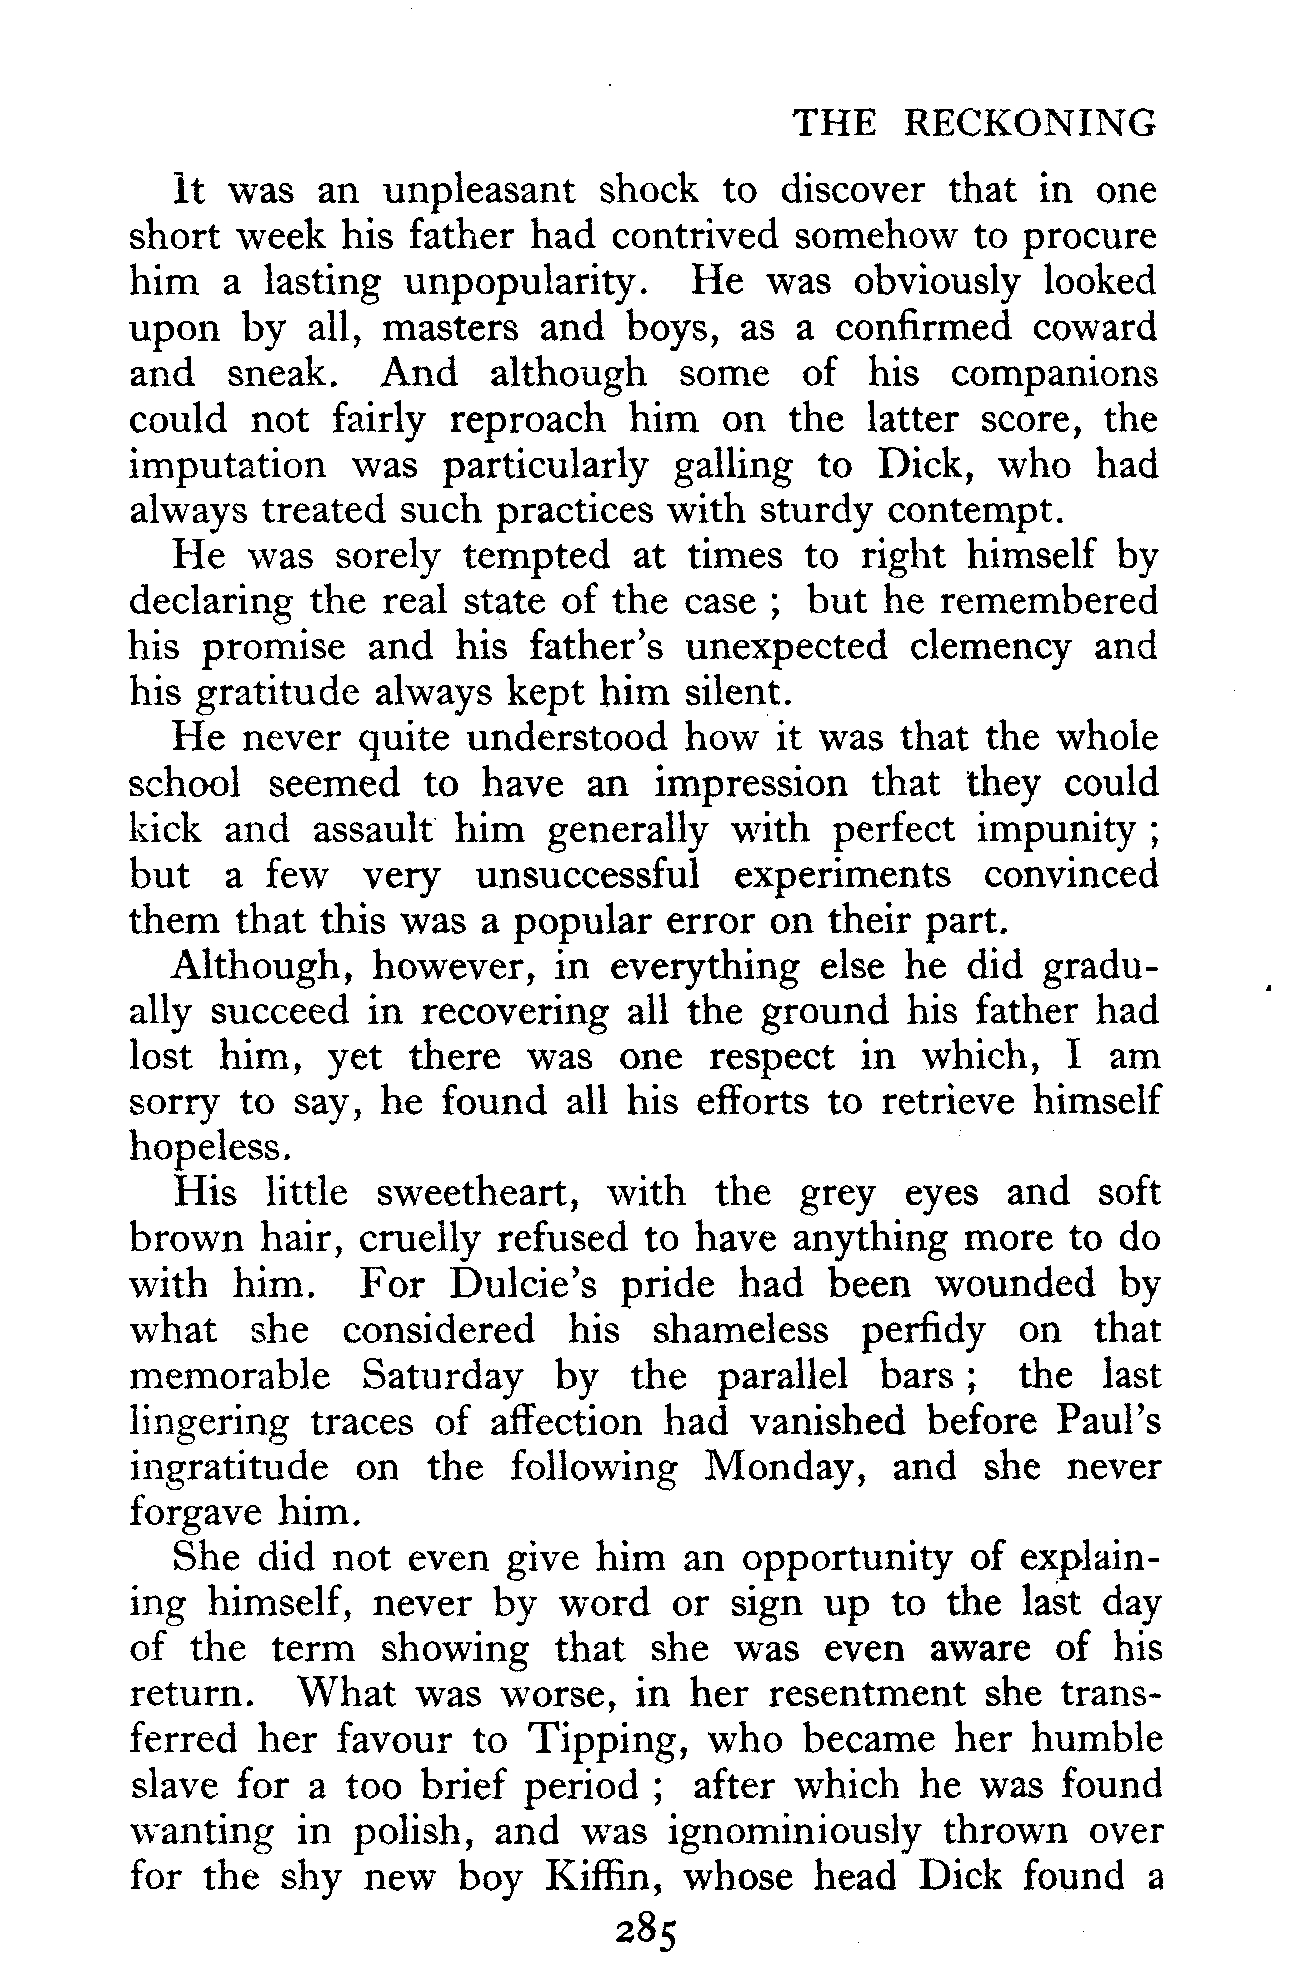 THE RECKONING
It was an unpleasant shock to discover that in one
short week his father had contrived somehow to procure
him a lasting unpopularity. He was obviously looked
upon by all, masters and boys, as a confirmed coward
and sneak. And although some of his companions
could not fairly reproach him on the latter score, the
imputation was particularly galling to Dick, who had
always treated such practices with sturdy contempt.
He was sorely tempted at times to right himself by
declaring the real state of the case ; but he remembered
his promise and his father's unexpected clemency and
his gratitude always kept him silent.
He never quite understood how it was that the whole
school seemed to have an impression that they could
kick and assault him generally with perfect impunity ;
but a few very unsuccessful experiments convinced
them that this was a popular error on their part.
Although, however, in everything else he did gradu-
ally succeed in recovering all the ground his father had
lost him, yet there was one respect in which, I am
sorry to say, he found all his efforts to retrieve himself
hopeless.
His little sweetheart, with the grey eyes and soft
brown hair, cruelly refused to have anything more to do
with him. For Dulcie's pride had been wounded by
what she considered his shameless perfidy on that
memorable Saturday by the parallel bars ; the last
lingering traces of affection had vanished before Paul's
ingratitude on the following Monday, and she never
forgave him.
She did not even give him an opportunity of explain-
ing himself, never by word or sign up to the last day
of the term showing that she was even aware of his
return. What was worse, in her resentment she trans-
ferred her favour to Tipping, who became her humble
slave for a too brief period ; after which he was found
wanting in polish, and was ignominiously thrown over
for the shy new boy Kiffin, whose head Dick found a
285